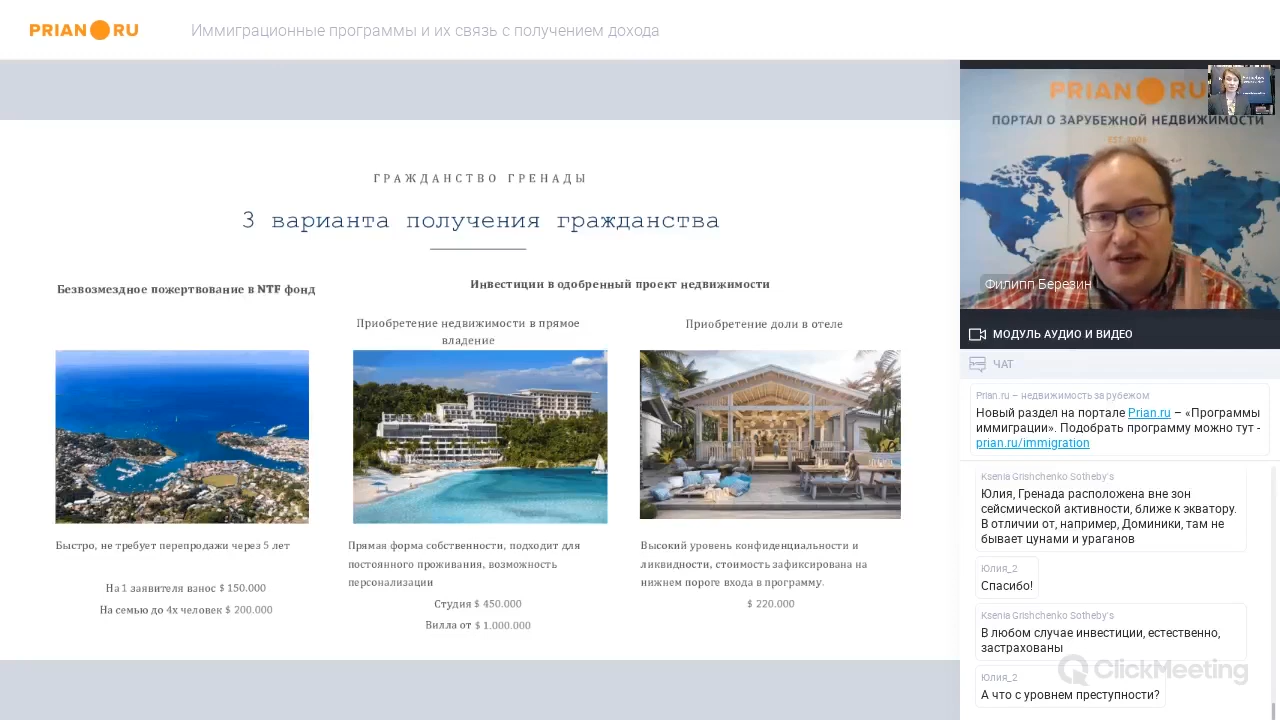 PRIAN RU
Иммиграционные программы и их связь с получением дохода
ГРАЖДАНСТВО ГРЕНАДЫ
3 варианта получения гражданства
Безвозмездное пожертвование в NTF фонд
Инвестиции в одобренный проект недвижимости
Приобретение недвижимости в прямое
владение
Приобретение доли в отеле
Быстро, не требует перепродажи через 5 лет
На 1 заявителя взнос $ 150.000
На семью до 4х человек $ 200.000
Прямая форма собственности, подходит для
постоянного проживания, возможность
персонализации
Студия $ 450.000
Вилла от $ 1.000.000
Высокий уровень конфиденциальности и
ликвидности, стоимость зафиксирована на
нижнем пороге входа в программу.
$ 220.000
PRIAN RU
ПОРТАЛ О ЗАРУБЕЖНОЙ НЕДВИЖИМОСТИ
Филипп Березин
МОДУЛЬ АУДИО И ВИДЕО
ЧАТ
Prian.ru – недвижимость за рубежом
Новый раздел на портале Prian.ru – «Программы
иммиграции». Подобрать программу можно тут -
prian.ru/immigration
Ksenia Grishchenko Sotheby's
Юлия, Гренада расположена вне зон
сейсмической активности, ближе к экватору.
В отличии от, например, Доминики, там не
бывает цунами и ураганов
Юлия_2
Спасибо!
Ksenia Grishchenko Sotheby's
В любом случае инвестиции, естественно,
застрахованы
ClickMeeting
Юлия_2
А что с уровнем преступности?